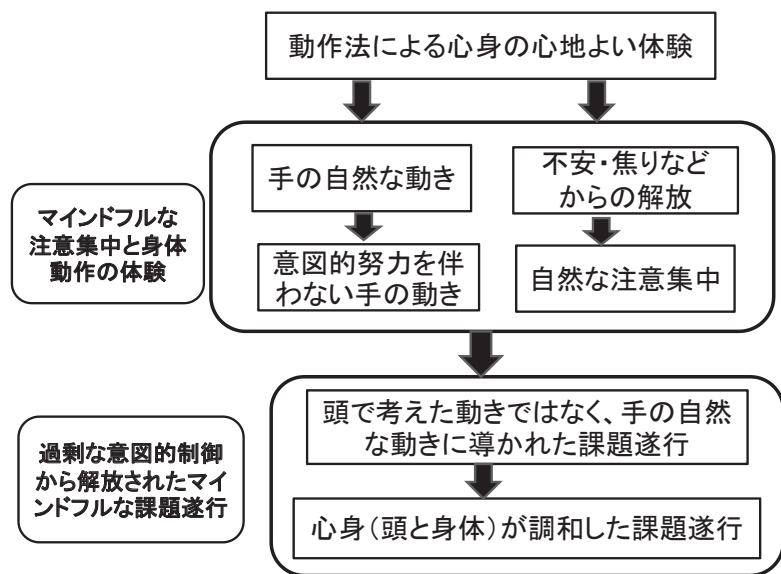 動作法による心身の心地よい体験
手の自然な動き
不安・焦りなど
からの解放
マインドフルな
注意集中と身体
動作の体験
意図的努力を伴
わない手の動き
自然な注意集中
頭で考えた動きではなく、手の自然
な動きに導かれた課題遂行
過剰な意図的制御
から解放されたマイ
ンドフルな課題遂行
心身（頭と身体）が調和した課題遂行